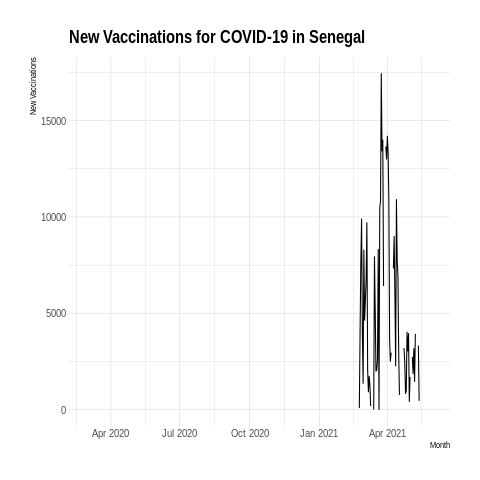 New Vaccinations for COVID-19 in Senegal
New Vaccinations
15000
10000
5000
0
Apr 2020 Jul 2020 Oct 2020 Jan 2021 Apr 2021
Month